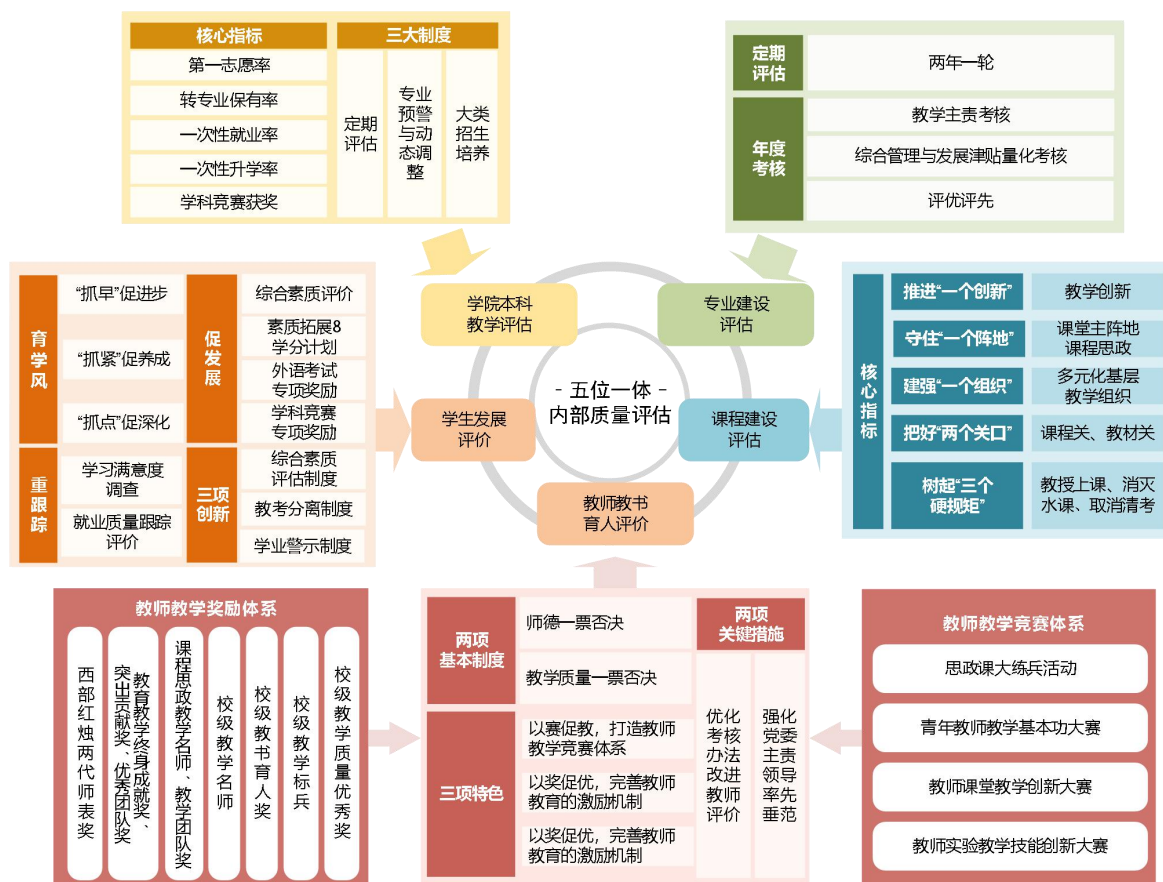 核心指标
第一志愿率
转专业保有率
一次性就业率
一次性升学率
学科竞赛获奖
三大制度
定期
评估
专业
预警
与动
态调
整
大类
招生
培养
定期
评估
两年一轮
年度
考核
教学主责考核
综合管理与发展津贴量化考核
评优评先
育学风
“抓早”促进步
“抓紧”促养成
“抓点”促深化
促发展
综合素质评价
素质拓展8
学分计划
外语考试
专项奖励
学科竞赛
专项奖励
重跟踪
学习满意度
调查
就业质量跟踪
评价
三项
创新
综合素质
评估制度
教考分离制度
学业警示制度
学院本科
教学评估
专业建设
评估
- 五位一体 -
内部质量评估
学生发展
评价
课程建设
评估
教师教书
育人评价
核心指标
推进“一个创新”
教学创新
守住“一个阵地”
课堂主阵地
课程思政
建强“一个组织”
多元化基层
教学组织
把好“两个关口”
课程关、教材关
树起“三个
硬规矩”
教授上课、消灭
水课、取消清考
教师教学奖励体系
西部红烛两代师表奖
教育教学终身成就奖、
突出贡献奖、优秀团队奖
课程思政教学名师、教学团队奖
校级教学名师
校级教书育人奖
校级教学标兵
校级教学质量优秀奖
两项
基本制度
师德一票否决
教学质量一票否决
三项特色
以赛促教，打造教师
教学竞赛体系
以奖促优，完善教师
教育的激励机制
以奖促优，完善教师
教育的激励机制
两项
关键措施
优化
考核
办法
改进
教师
评价
强化
党委
主责
领导
率先
垂范
教师教学竞赛体系
思政课大练兵活动
青年教师教学基本功大赛
教师课堂教学创新大赛
教师实验教学技能创新大赛